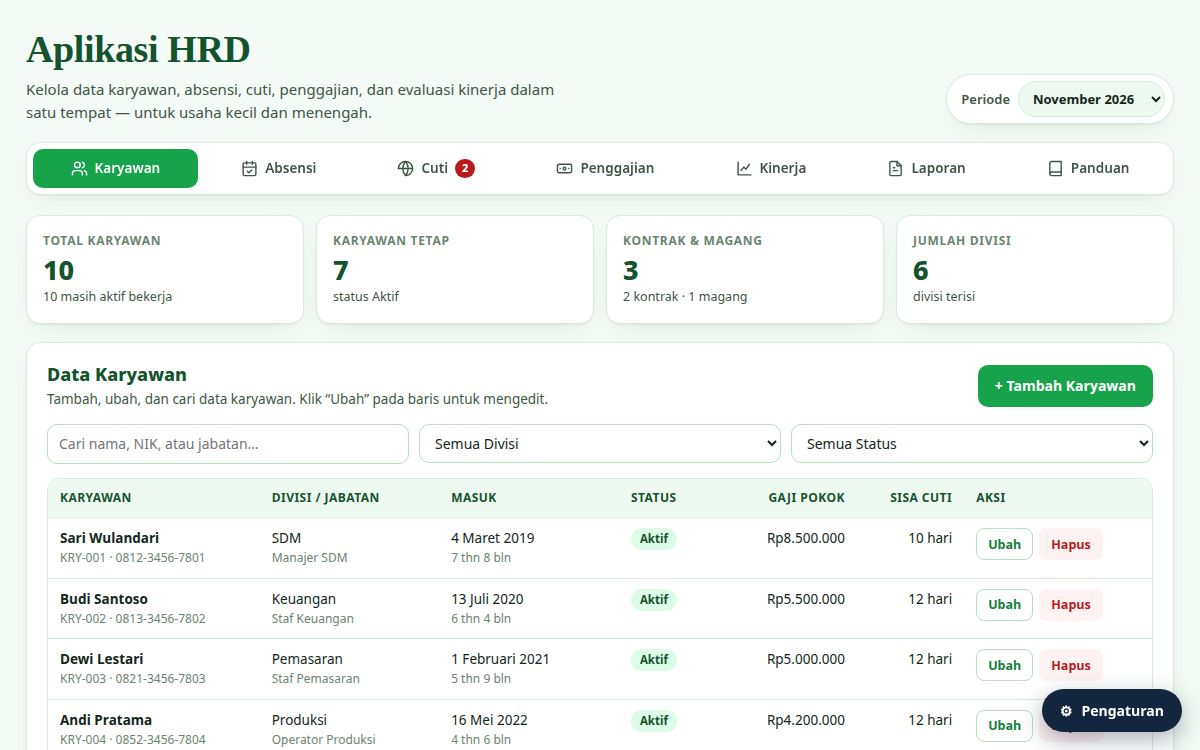 Aplikasi HRD
Kelola data karyawan, absensi, cuti, penggajian, dan evaluasi kinerja dalam
satu tempat — untuk usaha kecil dan menengah.
Periode November 2026
Karyawan Absensi Cuti 2 Penggajian Kinerja Laporan Panduan
TOTAL KARYAWAN
10
10 masih aktif bekerja
KARYAWAN TETAP
7
status Aktif
KONTRAK & MAGANG
3
2 kontrak · 1 magang
JUMLAH DIVISI
6
divisi terisi
Data Karyawan
Tambah, ubah, dan cari data karyawan. Klik “Ubah” pada baris untuk mengedit.
+ Tambah Karyawan
Cari nama, NIK, atau jabatan... Semua Divisi Semua Status
KARYAWAN DIVISI / JABATAN MASUK STATUS GAJI POKOK SISA CUTI AKSI
Sari Wulandari SDM 4 Maret 2019 Aktif Rp8.500.000 10 hari Ubah Hapus
KRY-001 · 0812-3456-7801 Manajer SDM 7 thn 8 bln
Budi Santoso Keuangan 13 Juli 2020 Aktif Rp5.500.000 12 hari Ubah Hapus
KRY-002 · 0813-3456-7802 Staf Keuangan 6 thn 4 bln
Dewi Lestari Pemasaran 1 Februari 2021 Aktif Rp5.000.000 12 hari Ubah Hapus
KRY-003 · 0821-3456-7803 Staf Pemasaran 5 thn 9 bln
Andi Pratama Produksi 16 Mei 2022 Aktif Rp4.200.000 12 hari Ubah
KRY-004 · 0852-3456-7804 Operator Produksi 4 thn 6 bln
Pengaturan